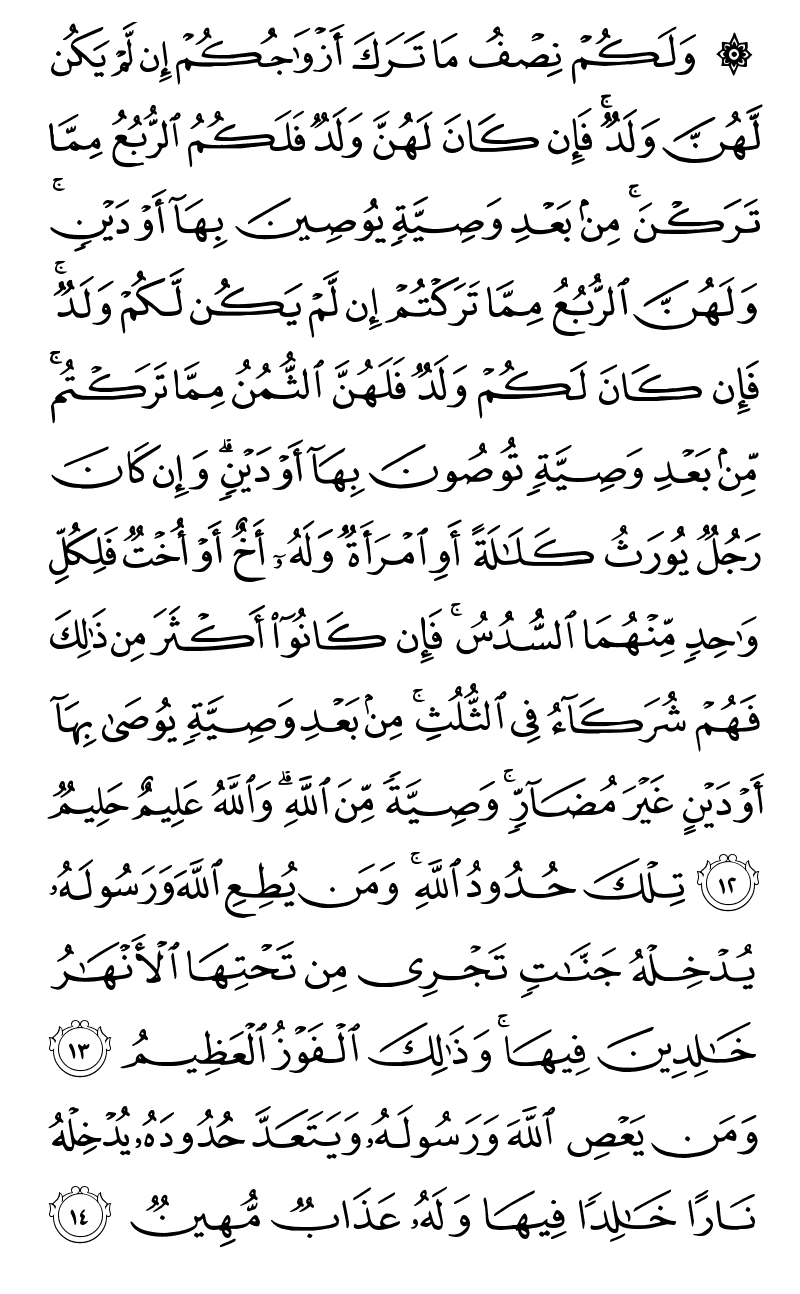 ۞ وَلَكُمْ نِصْفُ مَا تَرَكَ أَزْوَٰجُكُمْ إِن لَّمْ يَكُن
لَّهُنَّ وَلَدٌ ۚ فَإِن كَانَ لَهُنَّ وَلَدٌ فَلَكُمُ ٱلرُّبُعُ مِمَّا
تَرَكْنَ ۚ مِنۢ بَعْدِ وَصِيَّةٍ يُوصِينَ بِهَآ أَوْ دَيْنٍ ۚ
وَلَهُنَّ ٱلرُّبُعُ مِمَّا تَرَكْتُمْ إِن لَّمْ يَكُن لَّكُمْ وَلَدٌ ۚ
فَإِن كَانَ لَكُمْ وَلَدٌ فَلَهُنَّ ٱلثُّمُنُ مِمَّا تَرَكْتُم ۚ
مِّنۢ بَعْدِ وَصِيَّةٍ تُوصُونَ بِهَآ أَوْ دَيْنٍ ۗ وَإِن كَانَ
رَجُلٌ يُورَثُ كَلَـٰلَةً أَوِ ٱمْرَأَةٌ وَلَهُۥٓ أَخٌ أَوْ أُخْتٌ فَلِكُلِّ
وَٰحِدٍ مِّنْهُمَا ٱلسُّدُسُ ۚ فَإِن كَانُوٓا۟ أَكْثَرَ مِن ذَٰلِكَ
فَهُمْ شُرَكَآءُ فِى ٱلثُّلُثِ ۚ مِنۢ بَعْدِ وَصِيَّةٍ يُوصَىٰ بِهَآ
أَوْ دَيْنٍ غَيْرَ مُضَآرٍّ ۚ وَصِيَّةً مِّنَ ٱللَّهِ ۗ وَٱللَّهُ عَلِيمٌ حَلِيمٌ
١٢ تِلْكَ حُدُودُ ٱللَّهِ ۚ وَمَن يُطِعِ ٱللَّهَ وَرَسُولَهُۥ
يُدْخِلْهُ جَنَّـٰتٍ تَجْرِى مِن تَحْتِهَا ٱلْأَنْهَـٰرُ
خَـٰلِدِينَ فِيهَا ۚ وَذَٰلِكَ ٱلْفَوْزُ ٱلْعَظِيمُ ١٣
وَمَن يَعْصِ ٱللَّهَ وَرَسُولَهُۥ وَيَتَعَدَّ حُدُودَهُۥ يُدْخِلْهُ
نَارًا خَـٰلِدًا فِيهَا وَلَهُۥ عَذَابٌ مُّهِينٌ ١٤